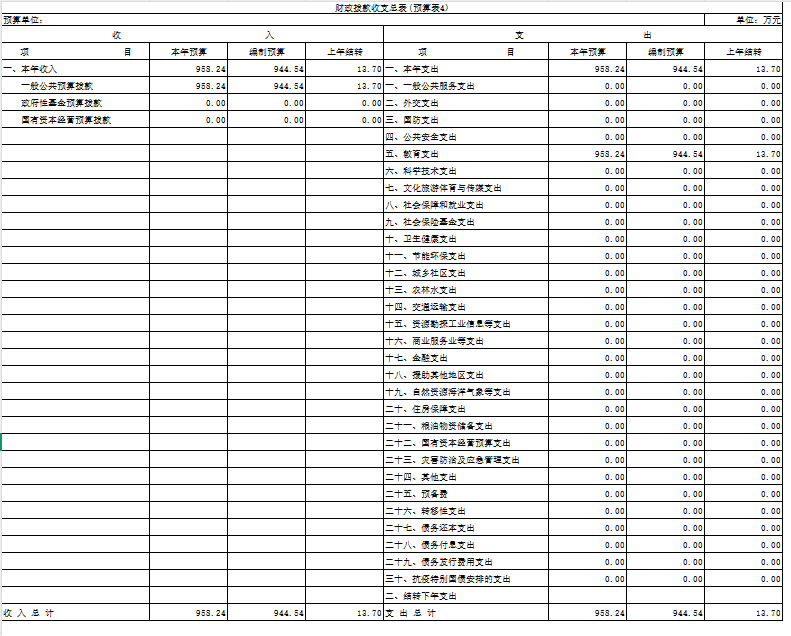 财政拨款收支总表(预算表4)
预算单位: 单位: 万元
收 入 支 出
项 目 本年预算 编制预算 上年结转 项 目 本年预算 编制预算 上年结转
一、本年收入 958.24 944.54 13.70 一、本年支出 958.24 944.54 13.70
一般公共预算拨款 958.24 944.54 13.70 一、一般公共服务支出 0.00 0.00 0.00
政府性基金预算拨款 0.00 0.00 0.00 二、外交支出 0.00 0.00 0.00
国有资本经营预算拨款 0.00 0.00 0.00 三、国防支出 0.00 0.00 0.00
四、公共安全支出 0.00 0.00 0.00
五、教育支出 958.24 944.54 13.70
六、科学技术支出 0.00 0.00 0.00
七、文化旅游体育与传媒支出 0.00 0.00 0.00
八、社会保障和就业支出 0.00 0.00 0.00
九、社会保险基金支出 0.00 0.00 0.00
十、卫生健康支出 0.00 0.00 0.00
十一、节能环保支出 0.00 0.00 0.00
十二、城乡社区支出 0.00 0.00 0.00
十三、农林水支出 0.00 0.00 0.00
十四、交通运输支出 0.00 0.00 0.00
十五、资源勘探工业信息等支出 0.00 0.00 0.00
十六、商业服务业等支出 0.00 0.00 0.00
十七、金融支出 0.00 0.00 0.00
十八、援助其他地区支出 0.00 0.00 0.00
十九、自然资源海洋气象等支出 0.00 0.00 0.00
二十、住房保障支出 0.00 0.00 0.00
二十一、粮油物资储备支出 0.00 0.00 0.00
二十二、国有资本经营预算支出 0.00 0.00 0.00
二十三、灾害防治及应急管理支出 0.00 0.00 0.00
二十四、其他支出 0.00 0.00 0.00
二十五、预备费 0.00 0.00 0.00
二十六、转移性支出 0.00 0.00 0.00
二十七、债务还本支出 0.00 0.00 0.00
二十八、债务付息支出 0.00 0.00 0.00
二十九、债务发行费用支出 0.00 0.00 0.00
三十、抗疫特别国债安排的支出 0.00 0.00 0.00
二、结转下年支出
收 入 总 计 958.24 944.54 13.70 支 出 总 计 958.24 944.54 13.70